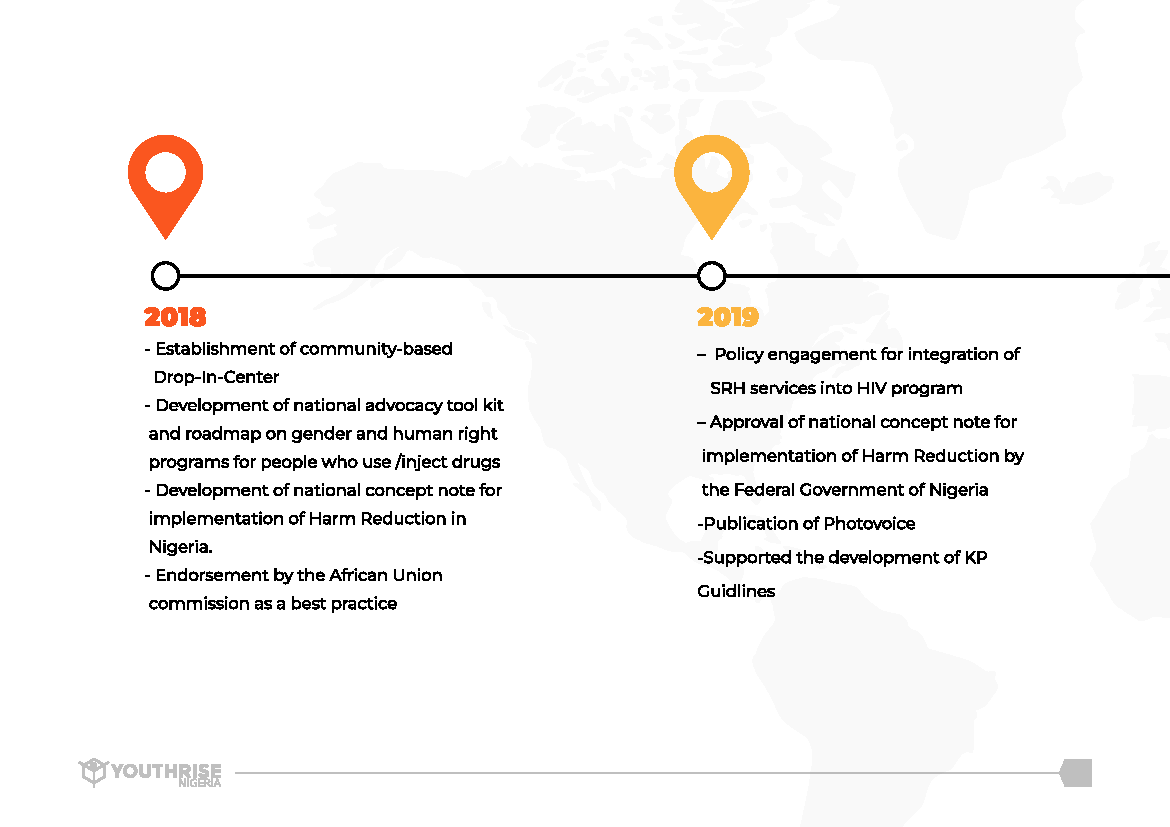 2018
- Establishment of community-based
Drop-In-Center
- Development of national advocacy tool kit
and roadmap on gender and human right
programs for people who use /inject drugs
- Development of national concept note for
implementation of Harm Reduction in
Nigeria.
- Endorsement by the African Union
commission as a best practice
2019
– Policy engagement for integration of
SRH services into HIV program
– Approval of national concept note for
implementation of Harm Reduction by
the Federal Government of Nigeria
-Publication of Photovoice
-Supported the development of KP
Guidlines
YOUTHRISE
NIGERIA